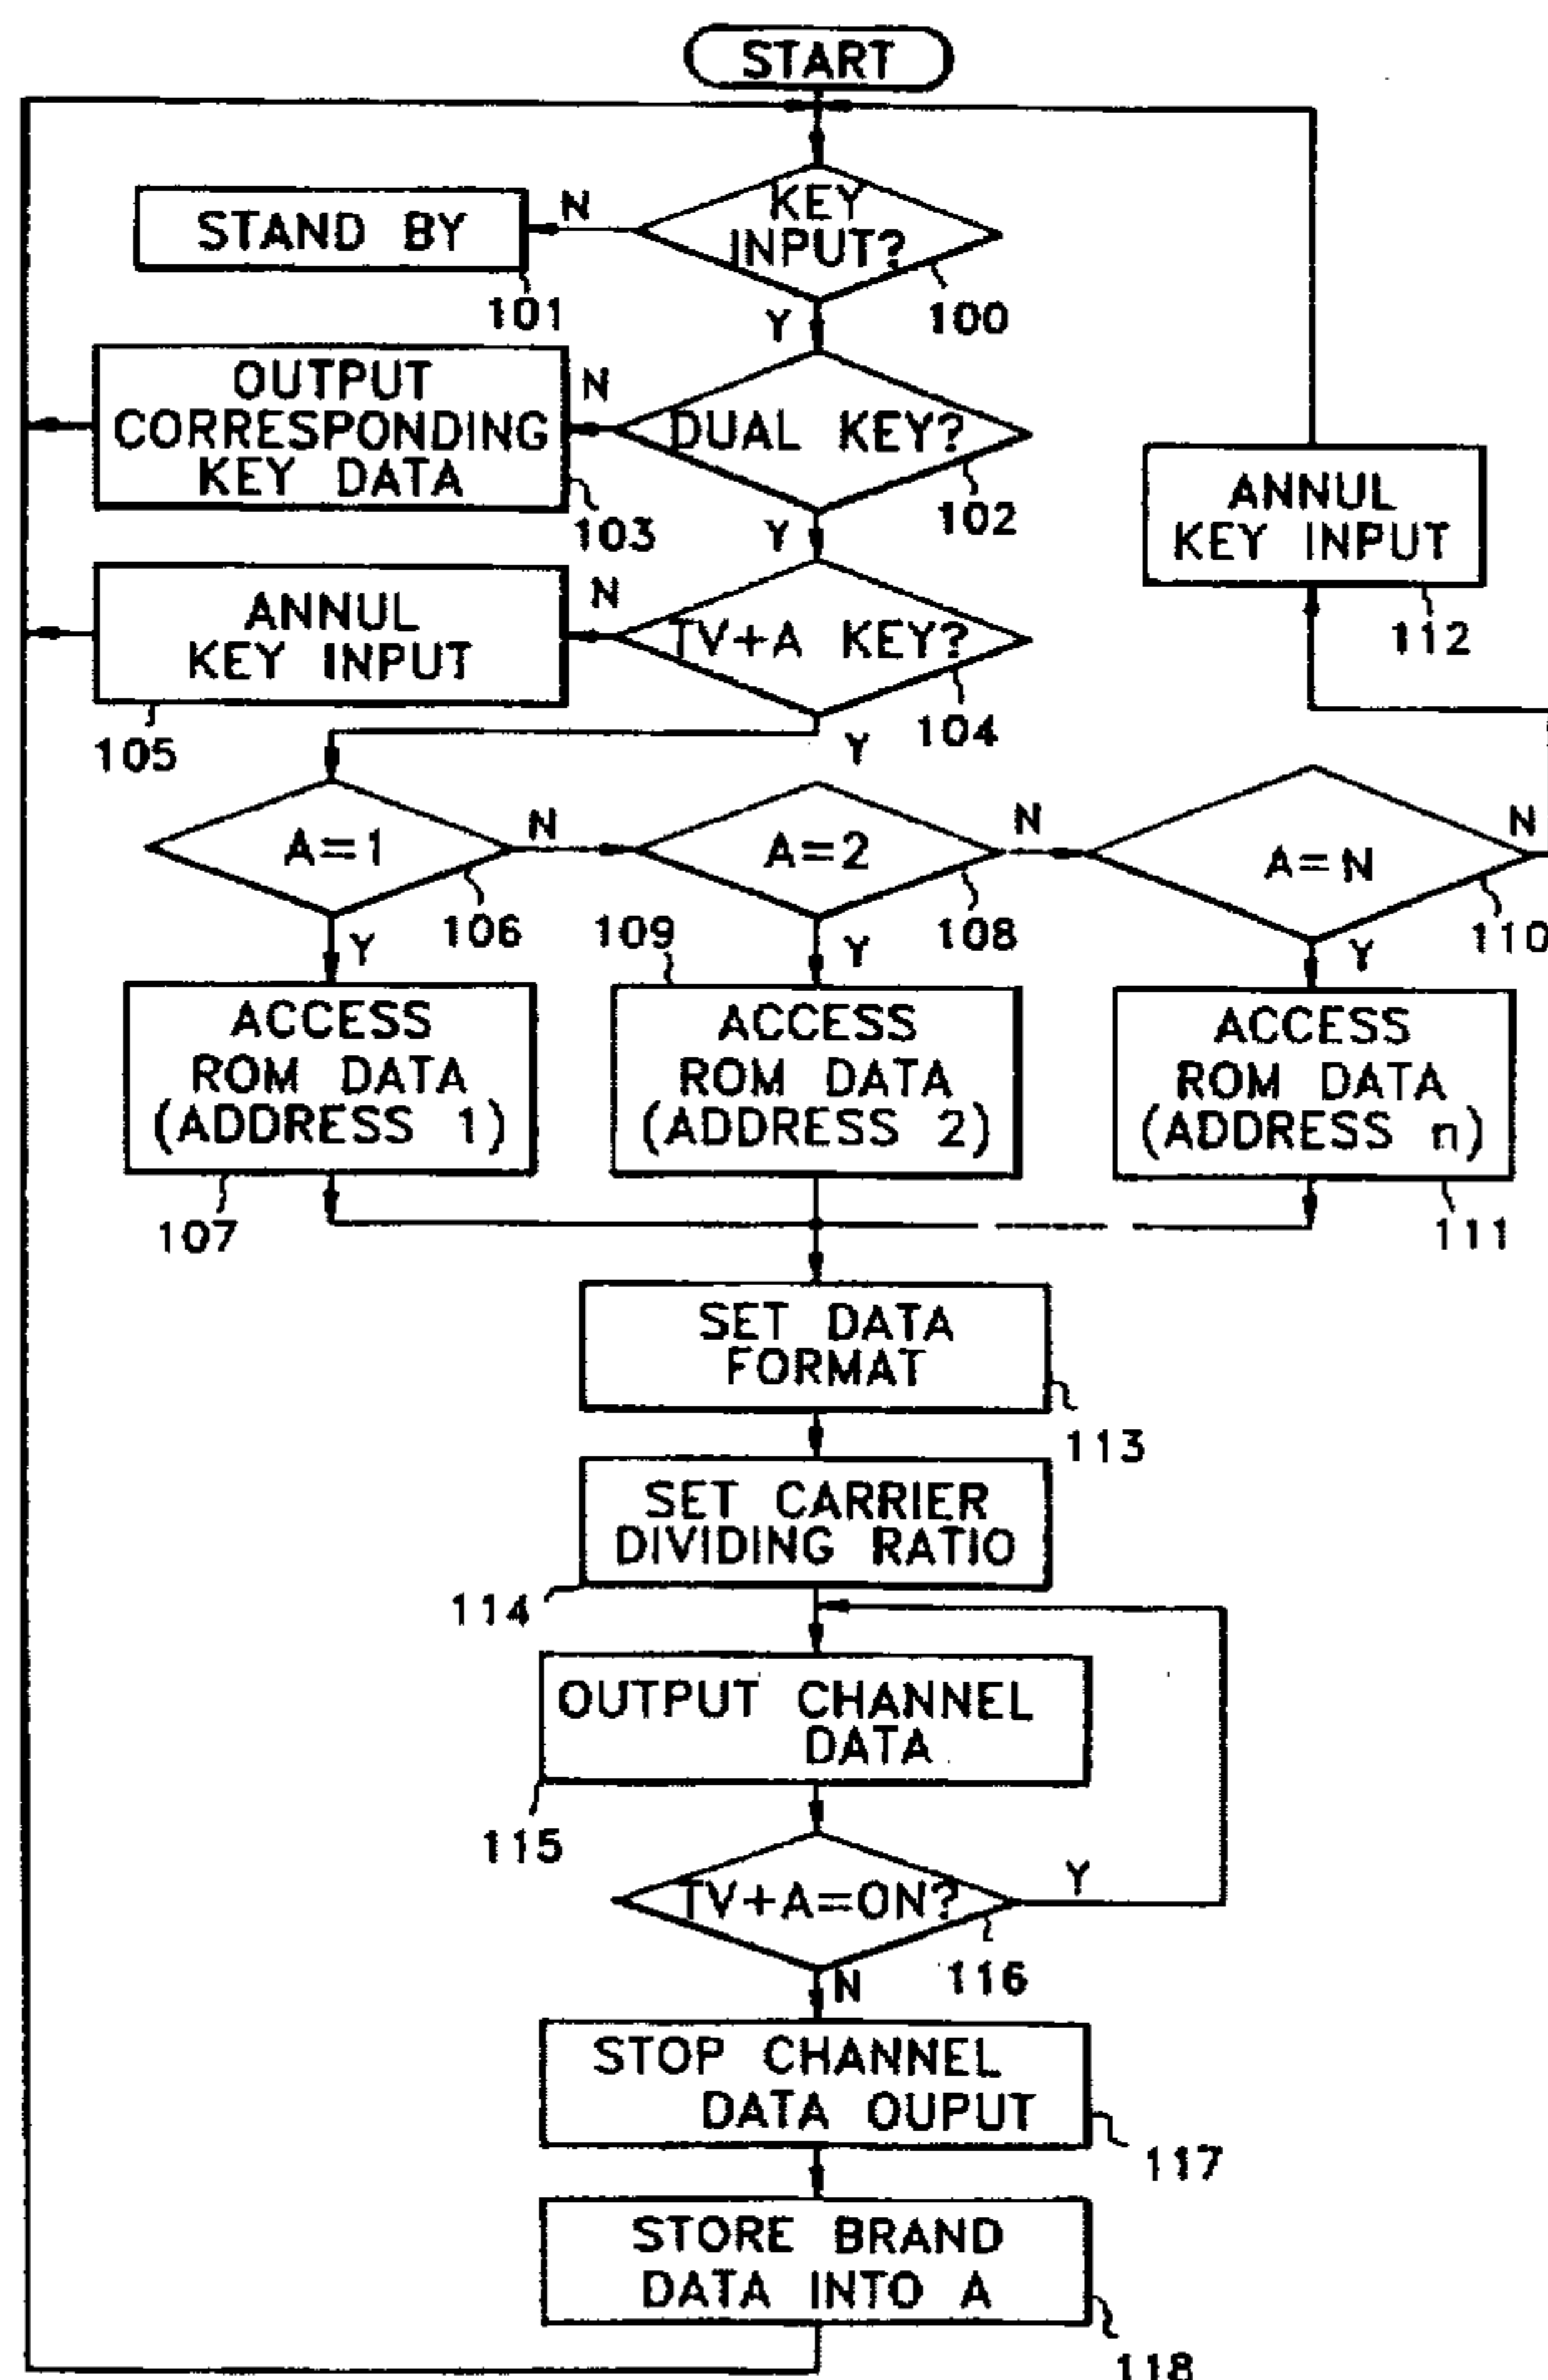 START
KEY
INPUT?
N
STAND BY
101
100
Y
OUTPUT
CORRESPONDING
KEY DATA
N
DUAL KEY?
103
102
Y
ANNUL
KEY INPUT
112
ANNUL
KEY INPUT
N
TV+A KEY?
105
104
Y
A=1
N
A=2
N
A=N
N
106
109
108
110
Y
Y
Y
ACCESS
ROM DATA
(ADDRESS 1)
ACCESS
ROM DATA
(ADDRESS 2)
ACCESS
ROM DATA
(ADDRESS n)
107
111
SET DATA
FORMAT
113
SET CARRIER
DIVIDING RATIO
114
OUTPUT CHANNEL
DATA
115
TV+A=ON?
Y
116
N
STOP CHANNEL
DATA OUPUT
117
STORE BRAND
DATA INTO A
118